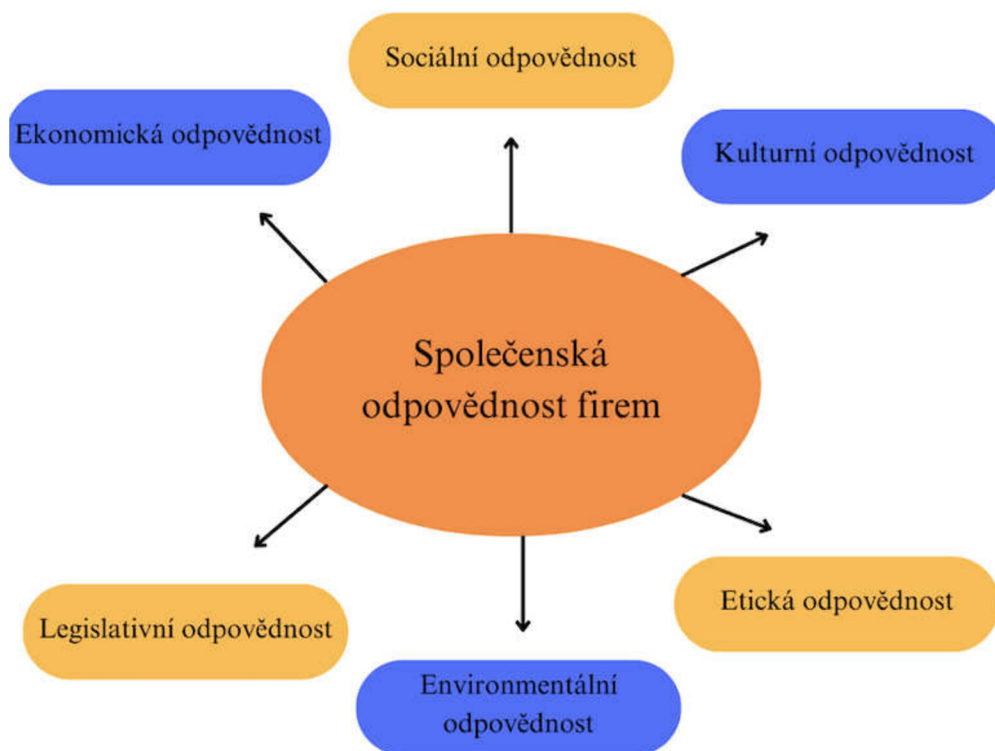 Sociální odpovědnost
Ekonomická odpovědnost
Kulturní odpovědnost
Společenská
odpovědnost firem
Legislativní odpovědnost
Etická odpovědnost
Environmentální
odpovědnost